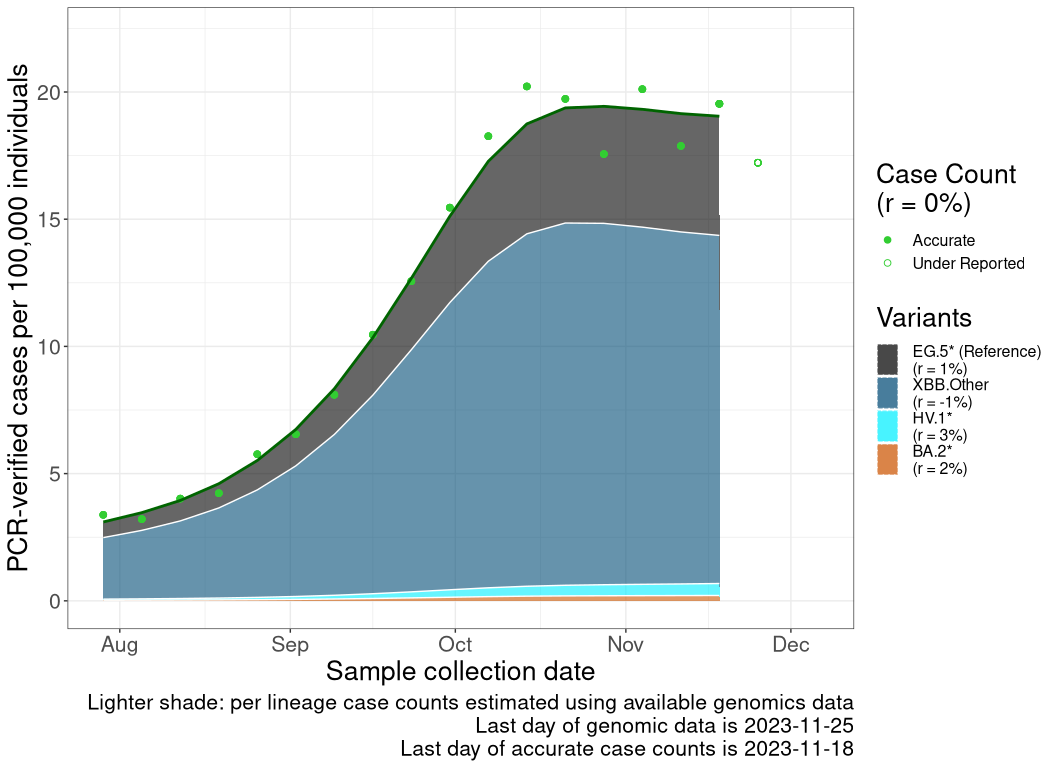 PCR-verified cases per 100,000 individuals
20
15
10
5
0
Aug Sep Oct Nov Dec
Sample collection date
Lighter shade: per lineage case counts estimated using available genomics data
Last day of genomic data is 2023-11-25
Last day of accurate case counts is 2023-11-18
Case Count
(r = 0%)
Accurate
Under Reported
Variants
EG.5* (Reference)
(r = 1%)
XBB.Other
(r = -1%)
HV.1*
(r = 3%)
BA.2*
(r = 2%)